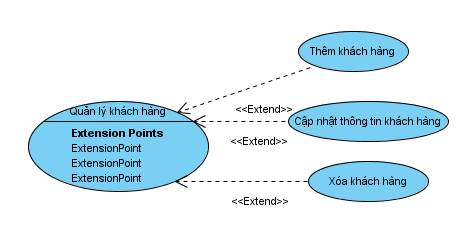 Thêm khách hàng
Quản lý khách hàng
<<Extend>>
Cập nhật thông tin khách hàng
Extension Points
<<Extend>>
ExtensionPoint
ExtensionPoint
ExtensionPoint
Xóa khách hàng
<<Extend>>